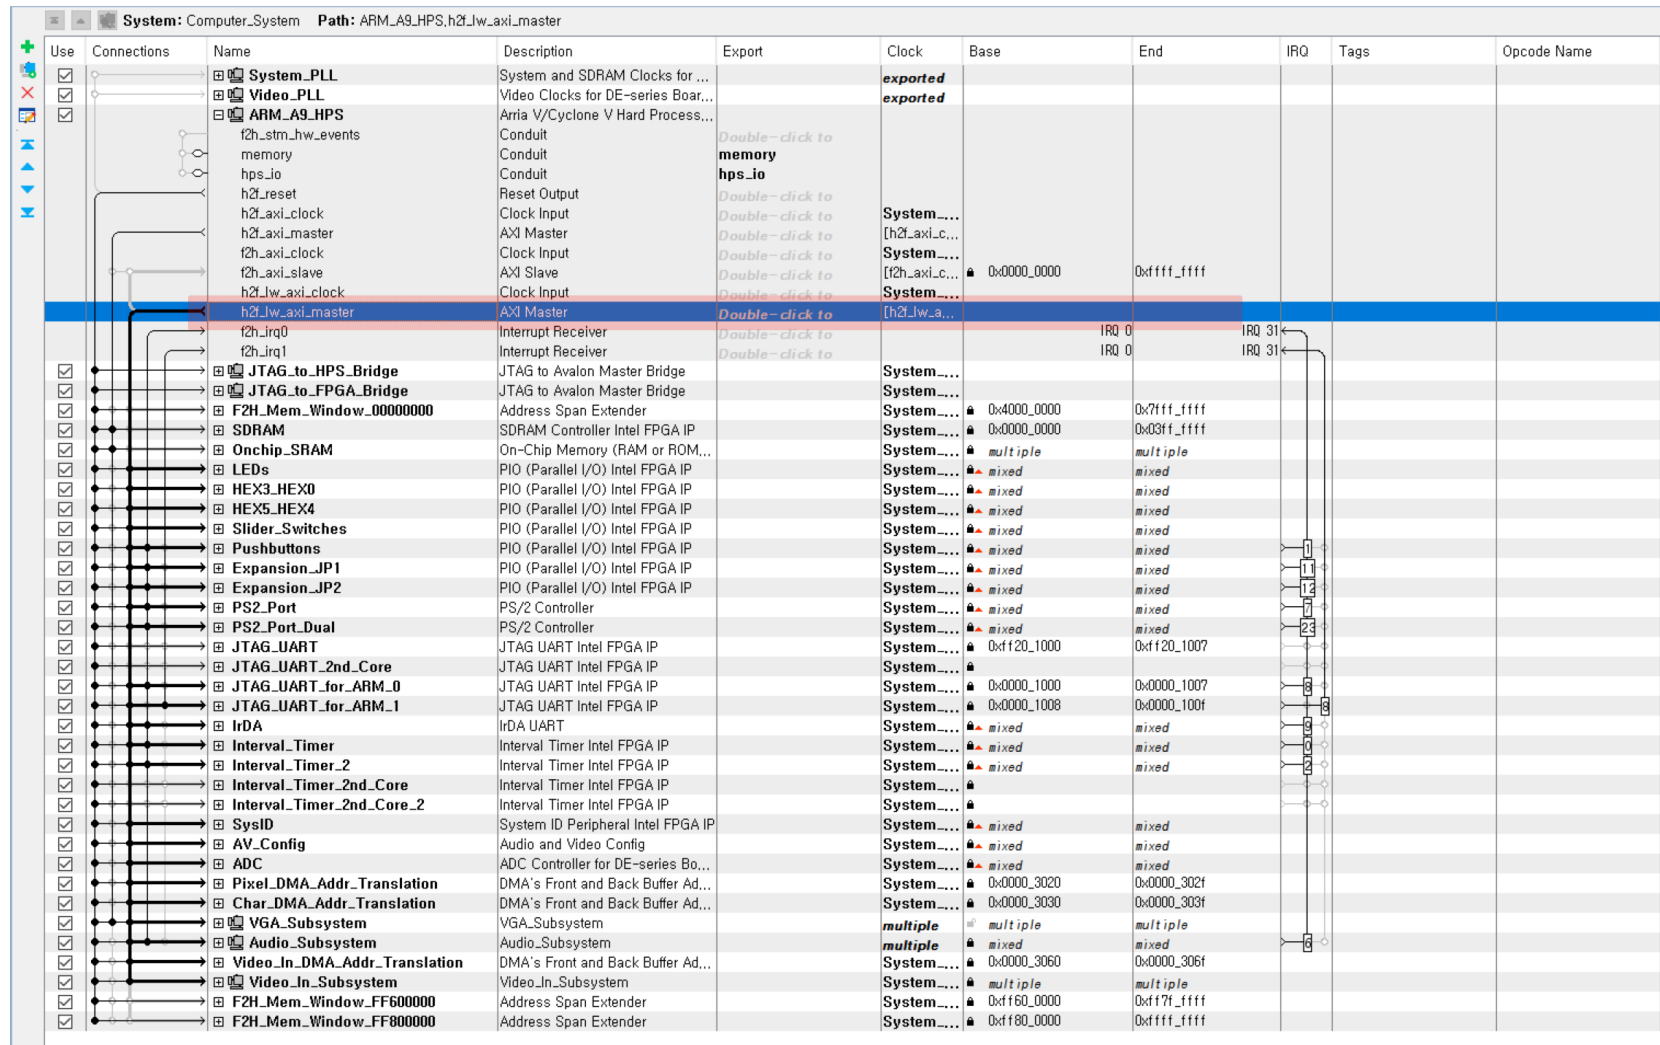 System: Computer_System Path: ARM_A9_HPS.h2f_lw_axi_master
Use Connections Name Description Export Clock Base End IRQ Tags Opcode Name
System_PLL System and SDRAM Clocks for ... exported
Video_PLL Video Clocks for DE-series Boar... exported
ARM_A9_HPS Arria V/Cyclone V Hard Process...
f2h_stm_hw_events Conduit Double-click to
memory Conduit memory
hps_io Conduit hps_io
h2f_reset Reset Output Double-click to
h2f_axi_clock Clock Input Double-click to System_...
h2f_axi_master AXI Master Double-click to [h2f_axi_c...
f2h_axi_clock Clock Input Double-click to System_...
f2h_axi_slave AXI Slave Double-click to [f2h_axi_c... 0x0000_0000 0xffff_ffff
h2f_lw_axi_clock Clock Input Double-click to System_...
h2f_lw_axi_master AXI Master Double-click to [h2f_lw_a...
f2h_irq0 Interrupt Receiver Double-click to IRQ 0 IRQ 31
f2h_irq1 Interrupt Receiver Double-click to IRQ 0 IRQ 31
JTAG_to_HPS_Bridge JTAG to Avalon Master Bridge System_...
JTAG_to_FPGA_Bridge JTAG to Avalon Master Bridge System_...
F2H_Mem_Window_00000000 Address Span Extender System_... 0x4000_0000 0x7fff_ffff
SDRAM SDRAM Controller Intel FPGA IP System_... 0x0000_0000 0x03ff_ffff
Onchip_SRAM On-Chip Memory (RAM or ROM... System_... multiple multiple
LEDs PIO (Parallel I/O) Intel FPGA IP System_... mixed mixed
HEX3_HEX0 PIO (Parallel I/O) Intel FPGA IP System_... mixed mixed
HEX5_HEX4 PIO (Parallel I/O) Intel FPGA IP System_... mixed mixed
Slider_Switches PIO (Parallel I/O) Intel FPGA IP System_... mixed mixed
Pushbuttons PIO (Parallel I/O) Intel FPGA IP System_... mixed mixed 1
Expansion_JP1 PIO (Parallel I/O) Intel FPGA IP System_... mixed mixed 11
Expansion_JP2 PIO (Parallel I/O) Intel FPGA IP System_... mixed mixed 12
PS2_Port PS/2 Controller System_... mixed mixed 7
PS2_Port_Dual PS/2 Controller System_... mixed mixed 23
JTAG_UART JTAG UART Intel FPGA IP System_... 0xff20_1000 0xff20_1007
JTAG_UART_2nd_Core JTAG UART Intel FPGA IP System_...
JTAG_UART_for_ARM_0 JTAG UART Intel FPGA IP System_... 0x0000_1000 0x0000_1007 8
JTAG_UART_for_ARM_1 JTAG UART Intel FPGA IP System_... 0x0000_1008 0x0000_100f 8
IrDA IrDA UART System_... mixed mixed 9
Interval_Timer Interval Timer Intel FPGA IP System_... mixed mixed 0
Interval_Timer_2 Interval Timer Intel FPGA IP System_... mixed mixed 2
Interval_Timer_2nd_Core Interval Timer Intel FPGA IP System_...
Interval_Timer_2nd_Core_2 Interval Timer Intel FPGA IP System_...
SysID System ID Peripheral Intel FPGA IP System_... mixed mixed
AV_Config Audio and Video Config System_... mixed mixed
ADC ADC Controller for DE-series Bo... System_... mixed mixed
Pixel_DMA_Addr_Translation DMA's Front and Back Buffer Ad... System_... 0x0000_3020 0x0000_302f
Char_DMA_Addr_Translation DMA's Front and Back Buffer Ad... System_... 0x0000_3030 0x0000_303f
VGA_Subsystem VGA_Subsystem multiple multiple multiple
Audio_Subsystem Audio_Subsystem multiple mixed mixed 6
Video_In_DMA_Addr_Translation DMA's Front and Back Buffer Ad... System_... 0x0000_3060 0x0000_306f
Video_In_Subsystem Video_In_Subsystem System_... multiple multiple
F2H_Mem_Window_FF600000 Address Span Extender System_... 0xff60_0000 0xff7f_ffff
F2H_Mem_Window_FF800000 Address Span Extender System_... 0xff80_0000 0xffff_ffff